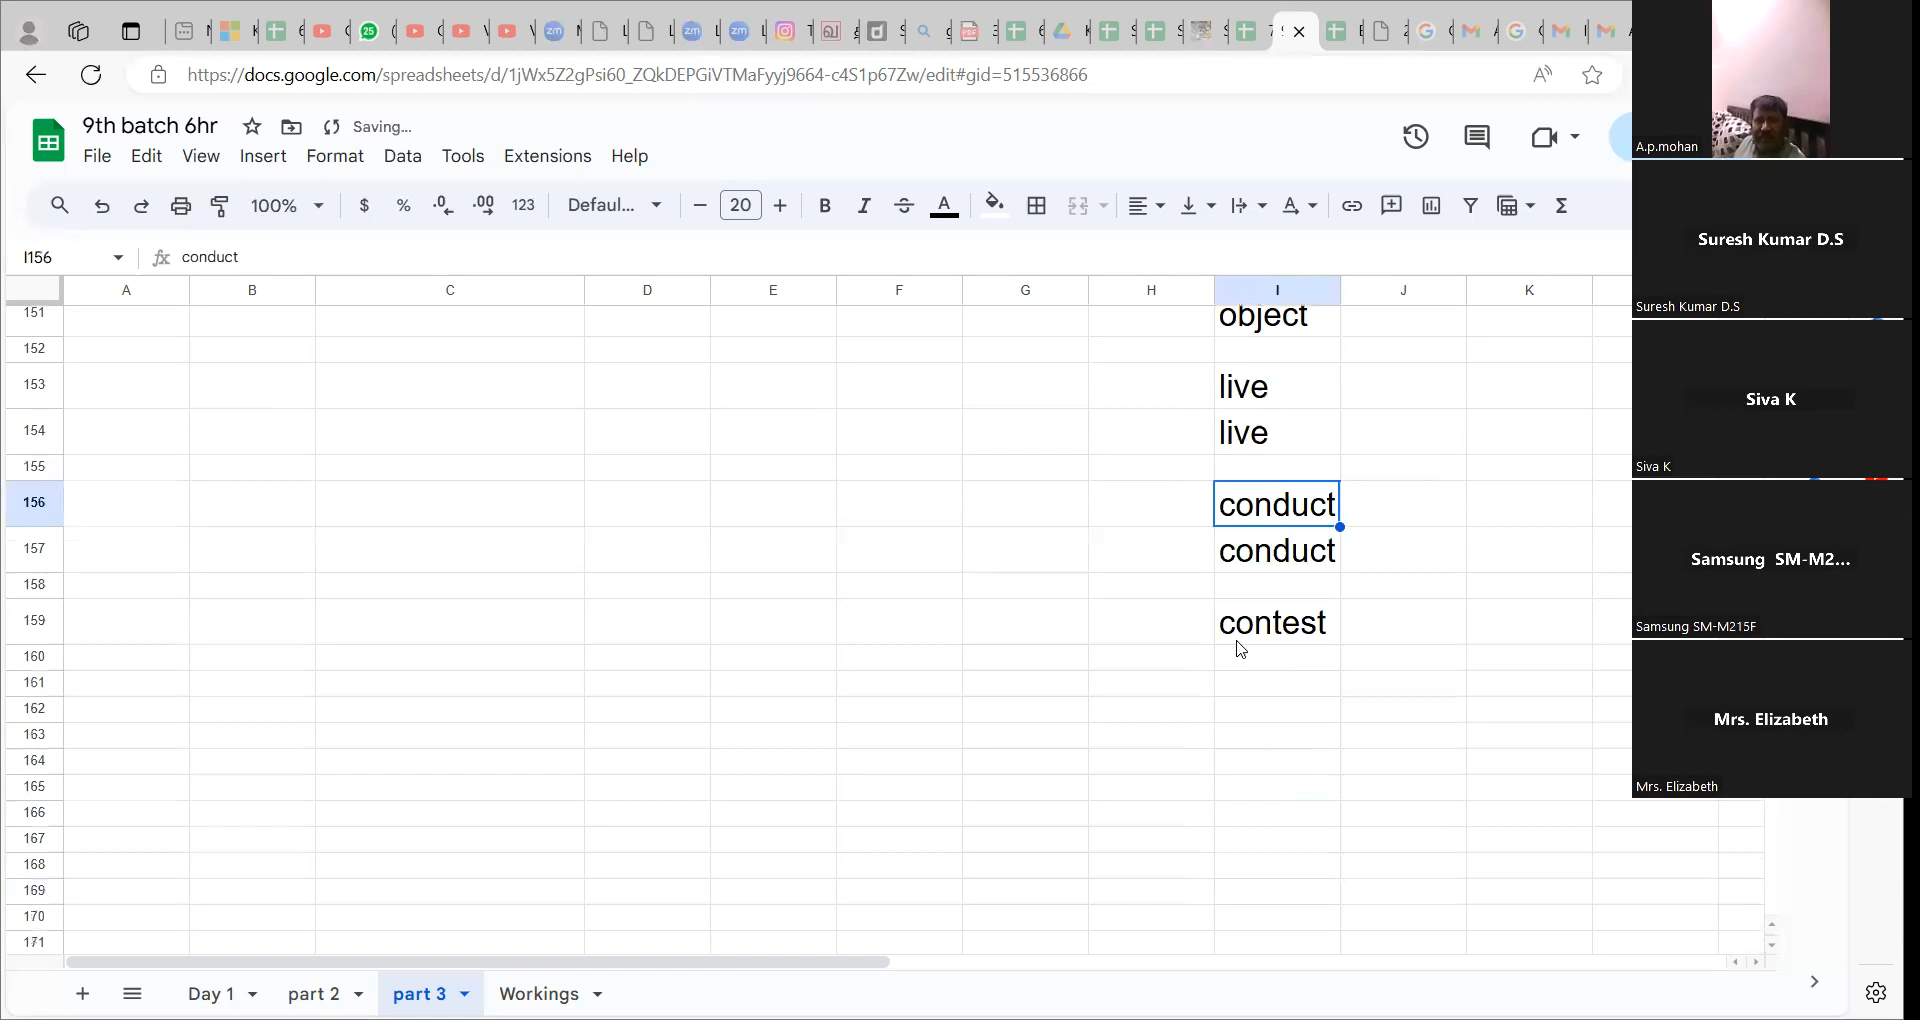 https://docs.google.com/spreadsheets/d/1jWx5Z2gPsi60_ZQkDEPGiVTMaFyyj9664-c4S1p67Zw/edit#gid=515536866
9th batch 6hr
Saving...
File Edit View Insert Format Data Tools Extensions Help
100% $ % .0 .00 123 Defaul... 20 B I A
I156
fx conduct
A B C D E F G H I J K
151 object
152
153 live
154 live
155
156 conduct
157 conduct
158
159 contest
160
161
162
163
164
165
166
167
168
169
170
171
Day 1 part 2 part 3 Workings
A.p.mohan
Suresh Kumar D.S
Suresh Kumar D.S
Siva K
Siva K
Samsung SM-M2...
Samsung SM-M215F
Mrs. Elizabeth
Mrs. Elizabeth